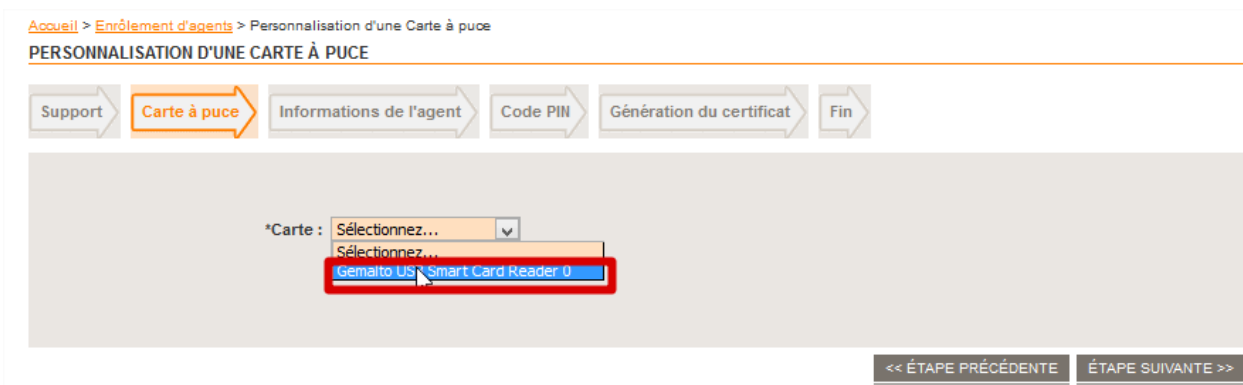 Accueil > Enrôlement d'agents > Personnalisation d'une Carte à puce
PERSONNALISATION D'UNE CARTE À PUCE
Support Carte à puce Informations de l'agent Code PIN Génération du certificat Fin
*Carte : Sélectionnez...
Sélectionnez...
Gemalto USB Smart Card Reader 0
<< ÉTAPE PRÉCÉDENTE ÉTAPE SUIVANTE >>